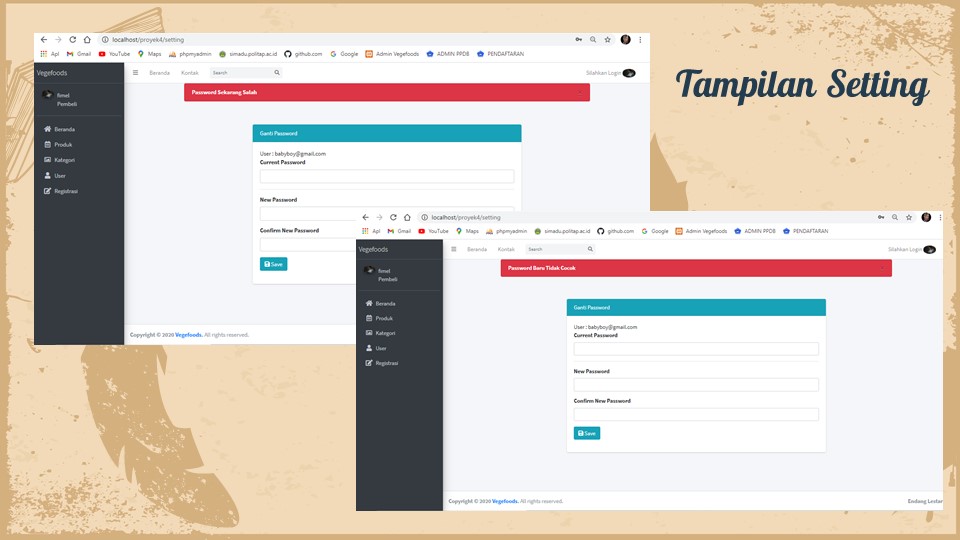 Tampilan Setting
localhost/proyek4/setting
Apl Gmail YouTube Maps phpmyadmin simadu.politap.ac.id github.com Google Admin Vegefoods ADMIN PPDB PENDAFTARAN
Vegefoods
Beranda Kontak Search Silahkan Login
fimel
Pembeli
Password Sekarang Salah
Beranda
Produk
Kategori
User
Registrasi
Ganti Password
User : babyboy@gmail.com
Current Password
New Password
Confirm New Password
Save
Copyright © 2020 Vegefoods. All rights reserved.
localhost/proyek4/setting
Apl Gmail YouTube Maps phpmyadmin simadu.politap.ac.id github.com Google Admin Vegefoods ADMIN PPDB PENDAFTARAN
Vegefoods
Beranda Kontak Search Silahkan Login
fimel
Pembeli
Password Baru Tidak Cocok
Beranda
Produk
Kategori
User
Registrasi
Ganti Password
User : babyboy@gmail.com
Current Password
New Password
Confirm New Password
Save
Copyright © 2020 Vegefoods. All rights reserved.
Endang Lestar